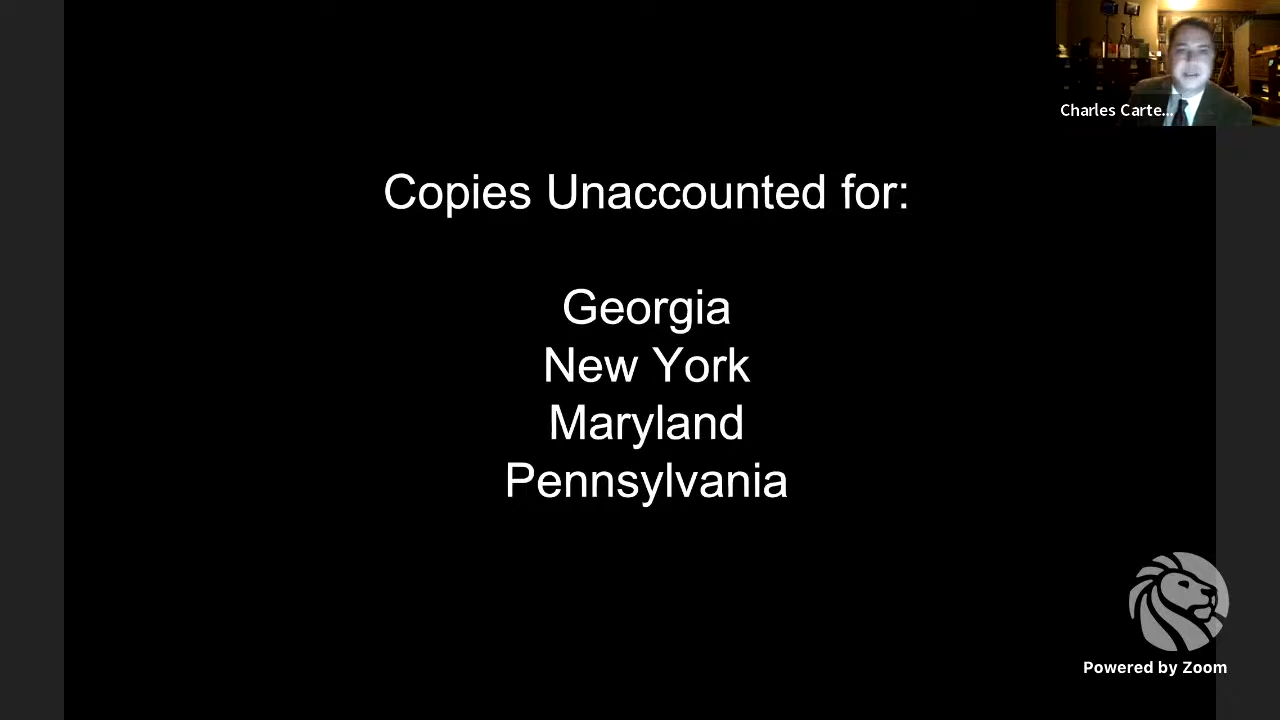 Charles Carte...
Copies Unaccounted for:
Georgia
New York
Maryland
Pennsylvania
Powered by Zoom